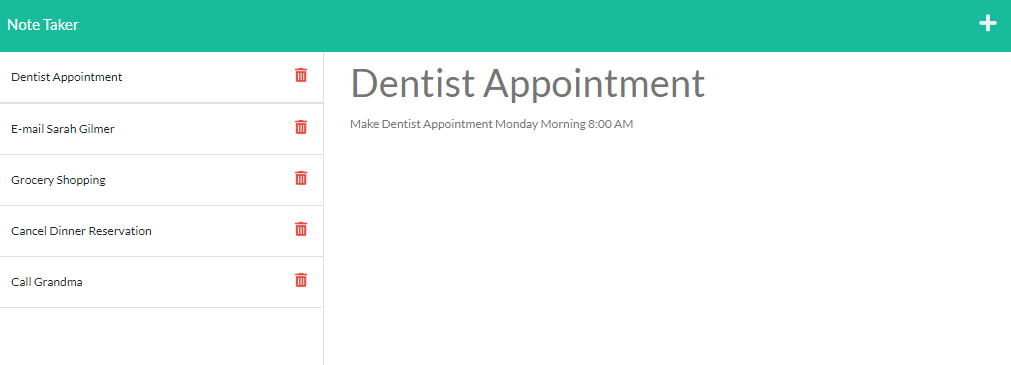 Note Taker
Dentist Appointment
E-mail Sarah Gilmer
Grocery Shopping
Cancel Dinner Reservation
Call Grandma
Dentist Appointment
Make Dentist Appointment Monday Morning 8:00 AM